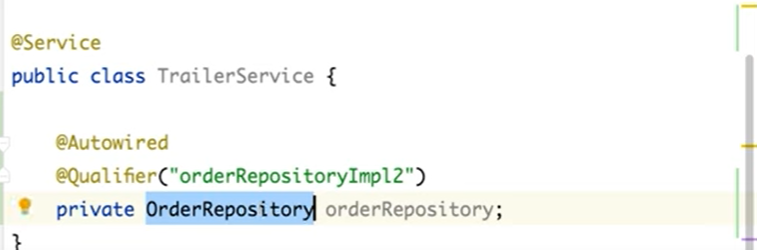 @Service
public class TrailerService {
@Autowired
@Qualifier("orderRepositoryImpl2")
private OrderRepository orderRepository;
}